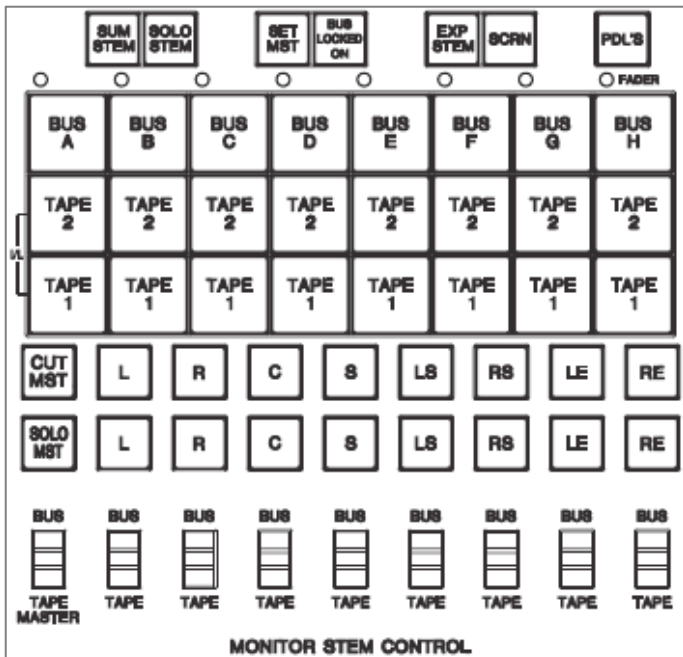 SUM STEM SOLO STEM SET MST BUS LOCKED ON EXP STEM SCRN PDL'S
FADER
BUS A BUS B BUS C BUS D BUS E BUS F BUS G BUS H
TAPE 2 TAPE 2 TAPE 2 TAPE 2 TAPE 2 TAPE 2 TAPE 2 TAPE 2
I/L
TAPE 1 TAPE 1 TAPE 1 TAPE 1 TAPE 1 TAPE 1 TAPE 1 TAPE 1
CUT MST L R C S LS RS LE RE
SOLO MST L R C S LS RS LE RE
BUS BUS BUS BUS BUS BUS BUS BUS BUS
TAPE MASTER TAPE TAPE TAPE TAPE TAPE TAPE TAPE TAPE
MONITOR STEM CONTROL